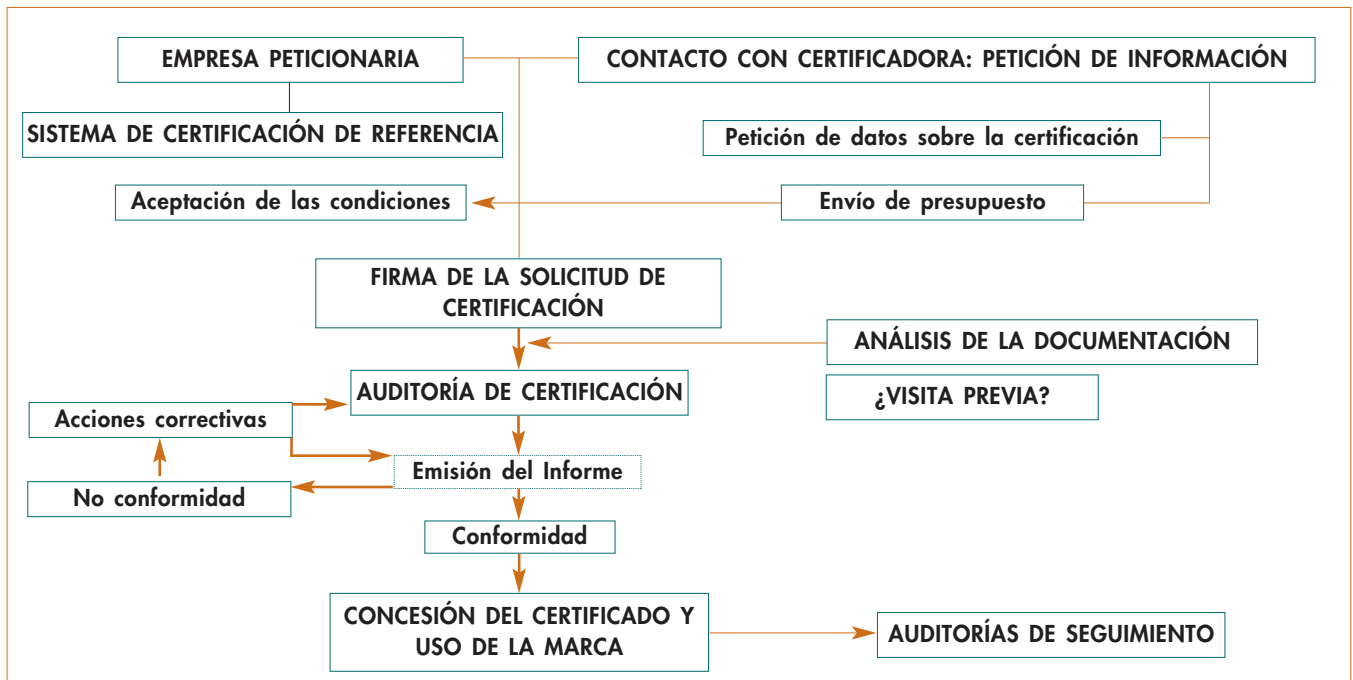 EMPRESA PETICIONARIA
CONTACTO CON CERTIFICADORA: PETICIÓN DE INFORMACIÓN
SISTEMA DE CERTIFICACIÓN DE REFERENCIA
Petición de datos sobre la certificación
Aceptación de las condiciones
Envío de presupuesto
FIRMA DE LA SOLICITUD DE
CERTIFICACIÓN
ANÁLISIS DE LA DOCUMENTACIÓN
AUDITORÍA DE CERTIFICACIÓN
¿VISITA PREVIA?
Acciones correctivas
Emisión del Informe
No conformidad
Conformidad
CONCESIÓN DEL CERTIFICADO Y
USO DE LA MARCA
AUDITORÍAS DE SEGUIMIENTO